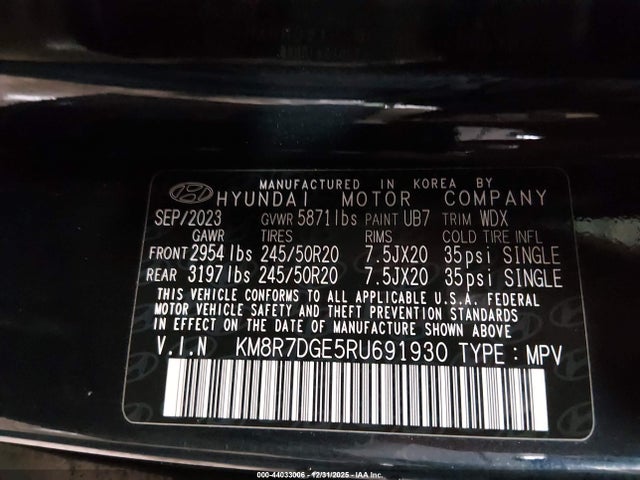 MANUFACTURED IN KOREA BY
HYUNDAI MOTOR COMPANY
SEP/2023 GVWR 5871lbs PAINT UB7 TRIM WDX
GAWR TIRES RIMS COLD TIRE INFL
FRONT 2954 lbs 245/50R20 7.5JX20 35psi SINGLE
REAR 3197 lbs 245/50R20 7.5JX20 35psi SINGLE
THIS VEHICLE CONFORMS TO ALL APPLICABLE U.S.A. FEDERAL
MOTOR VEHICLE SAFETY AND THEFT PREVENTION STANDARDS
IN EFFECT ON THE DATE OF MANUFACTURE SHOWN ABOVE.
V.I.N KM8R7DGE5RU691930 TYPE : MPV
000-44033006 - 12/31/2025 - IAA Inc.